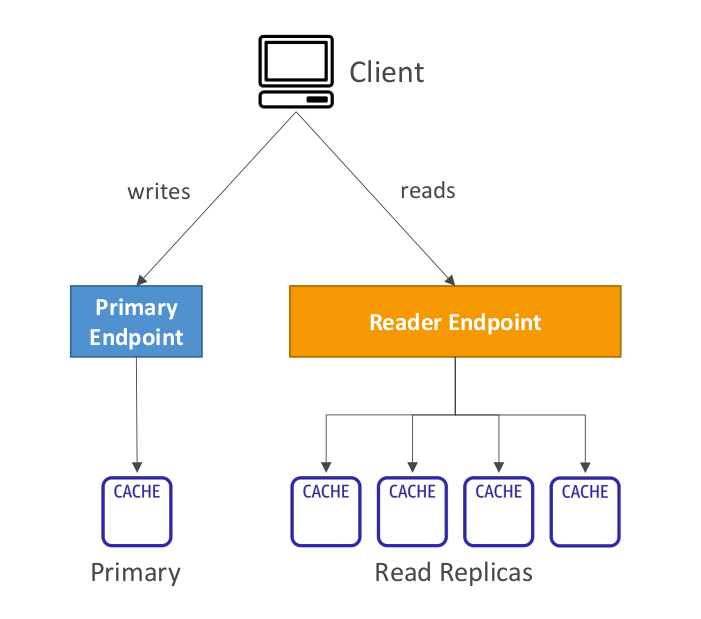 Client
writes
reads
Primary
Endpoint
Reader Endpoint
CACHE
CACHE
CACHE
CACHE
CACHE
Primary
Read Replicas